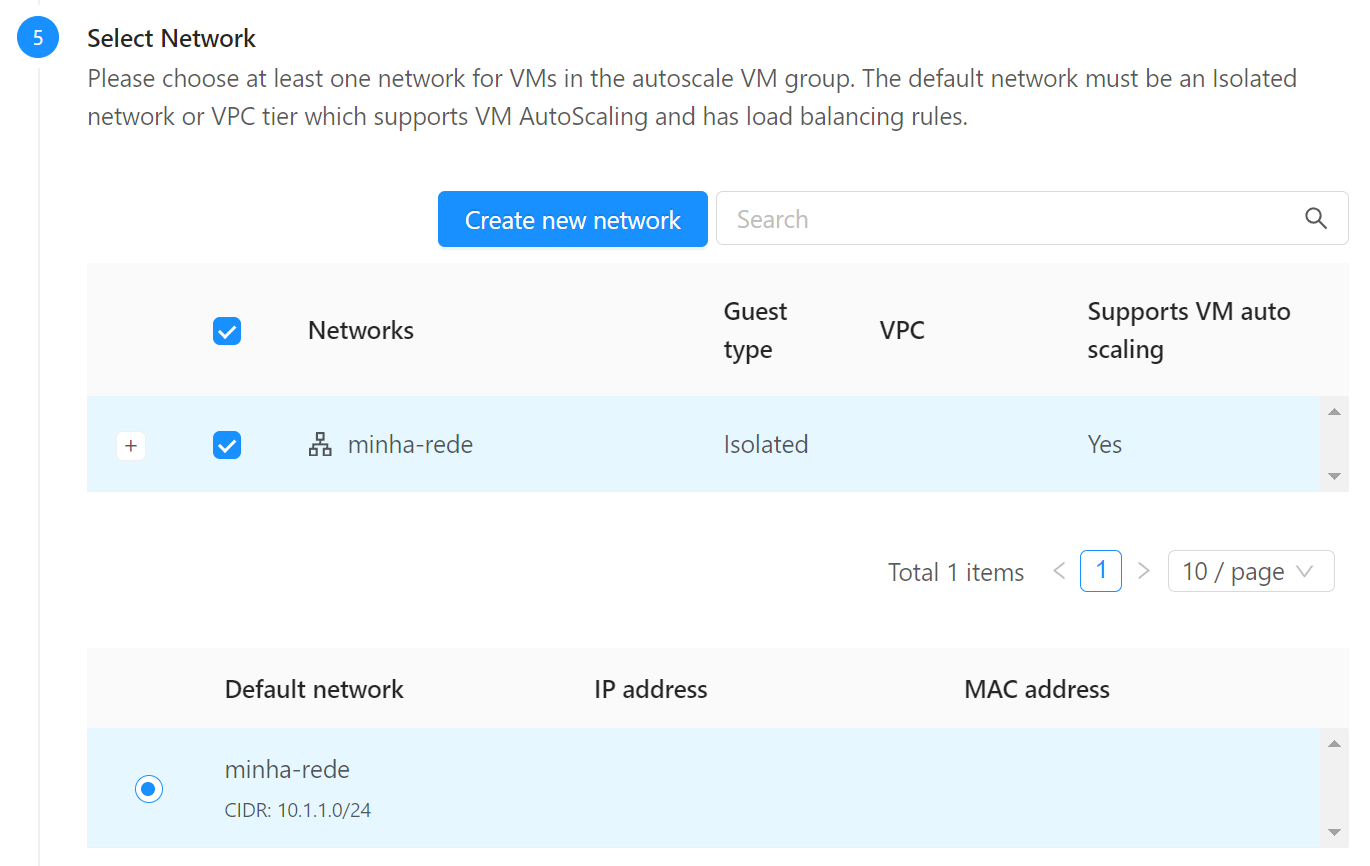 5
Select Network
Please choose at least one network for VMs in the autoscale VM group. The default network must be an Isolated
network or VPC tier which supports VM AutoScaling and has load balancing rules.
Create new network
Search
Networks
Guest
type
VPC
Supports VM auto
scaling
+
minha-rede
Isolated
Yes
Total 1 items
<
1
>
10 / page
Default network
IP address
MAC address
minha-rede
CIDR: 10.1.1.0/24